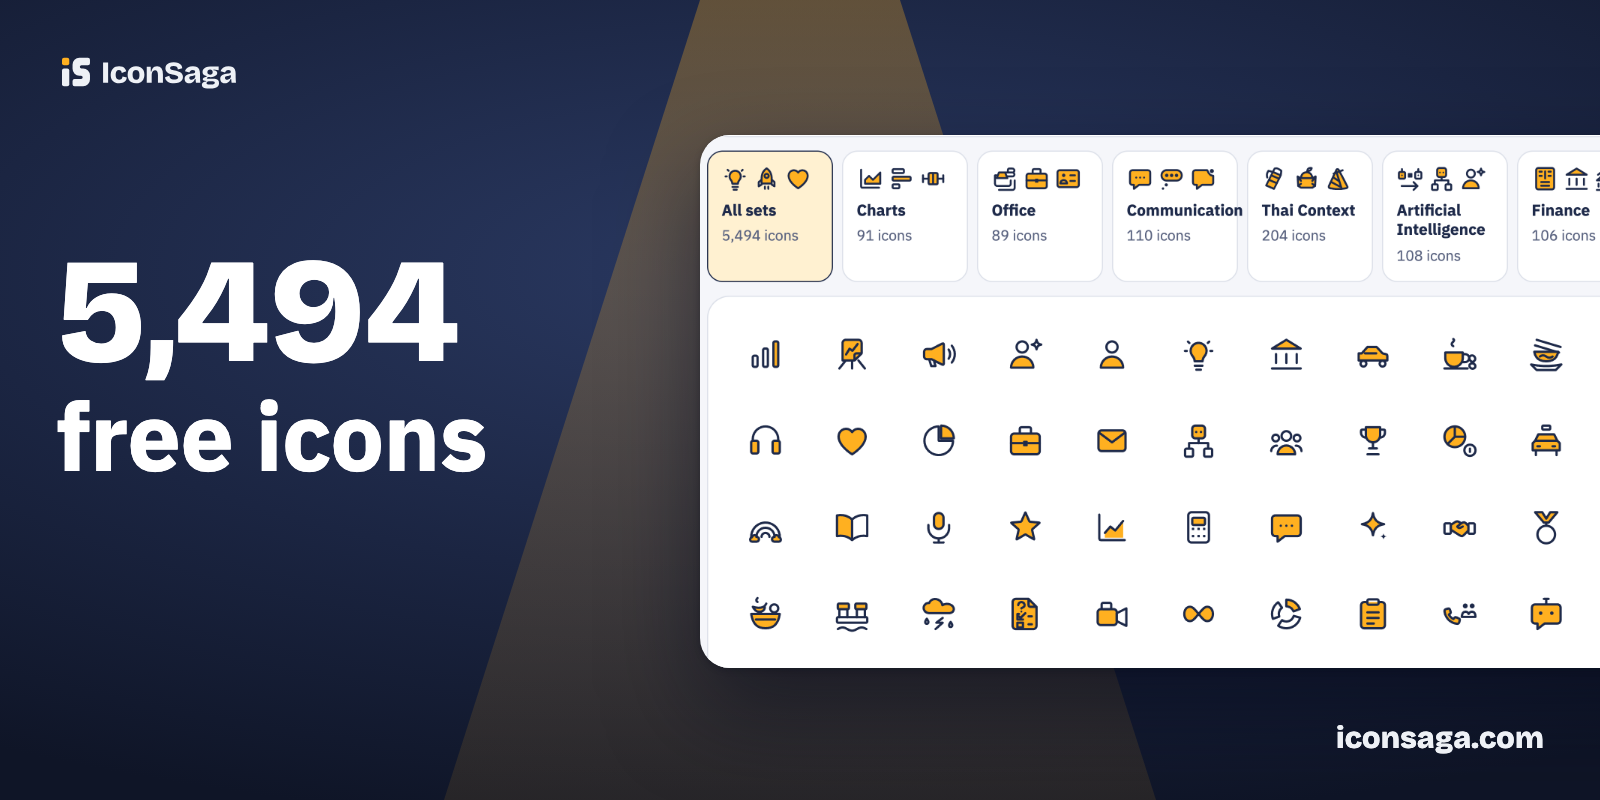 IconSaga
5,494
free icons
All sets
5,494 icons
Charts
91 icons
Office
89 icons
Communication
110 icons
Thai Context
204 icons
Artificial
Intelligence
108 icons
Finance
106 icons
iconsaga.com